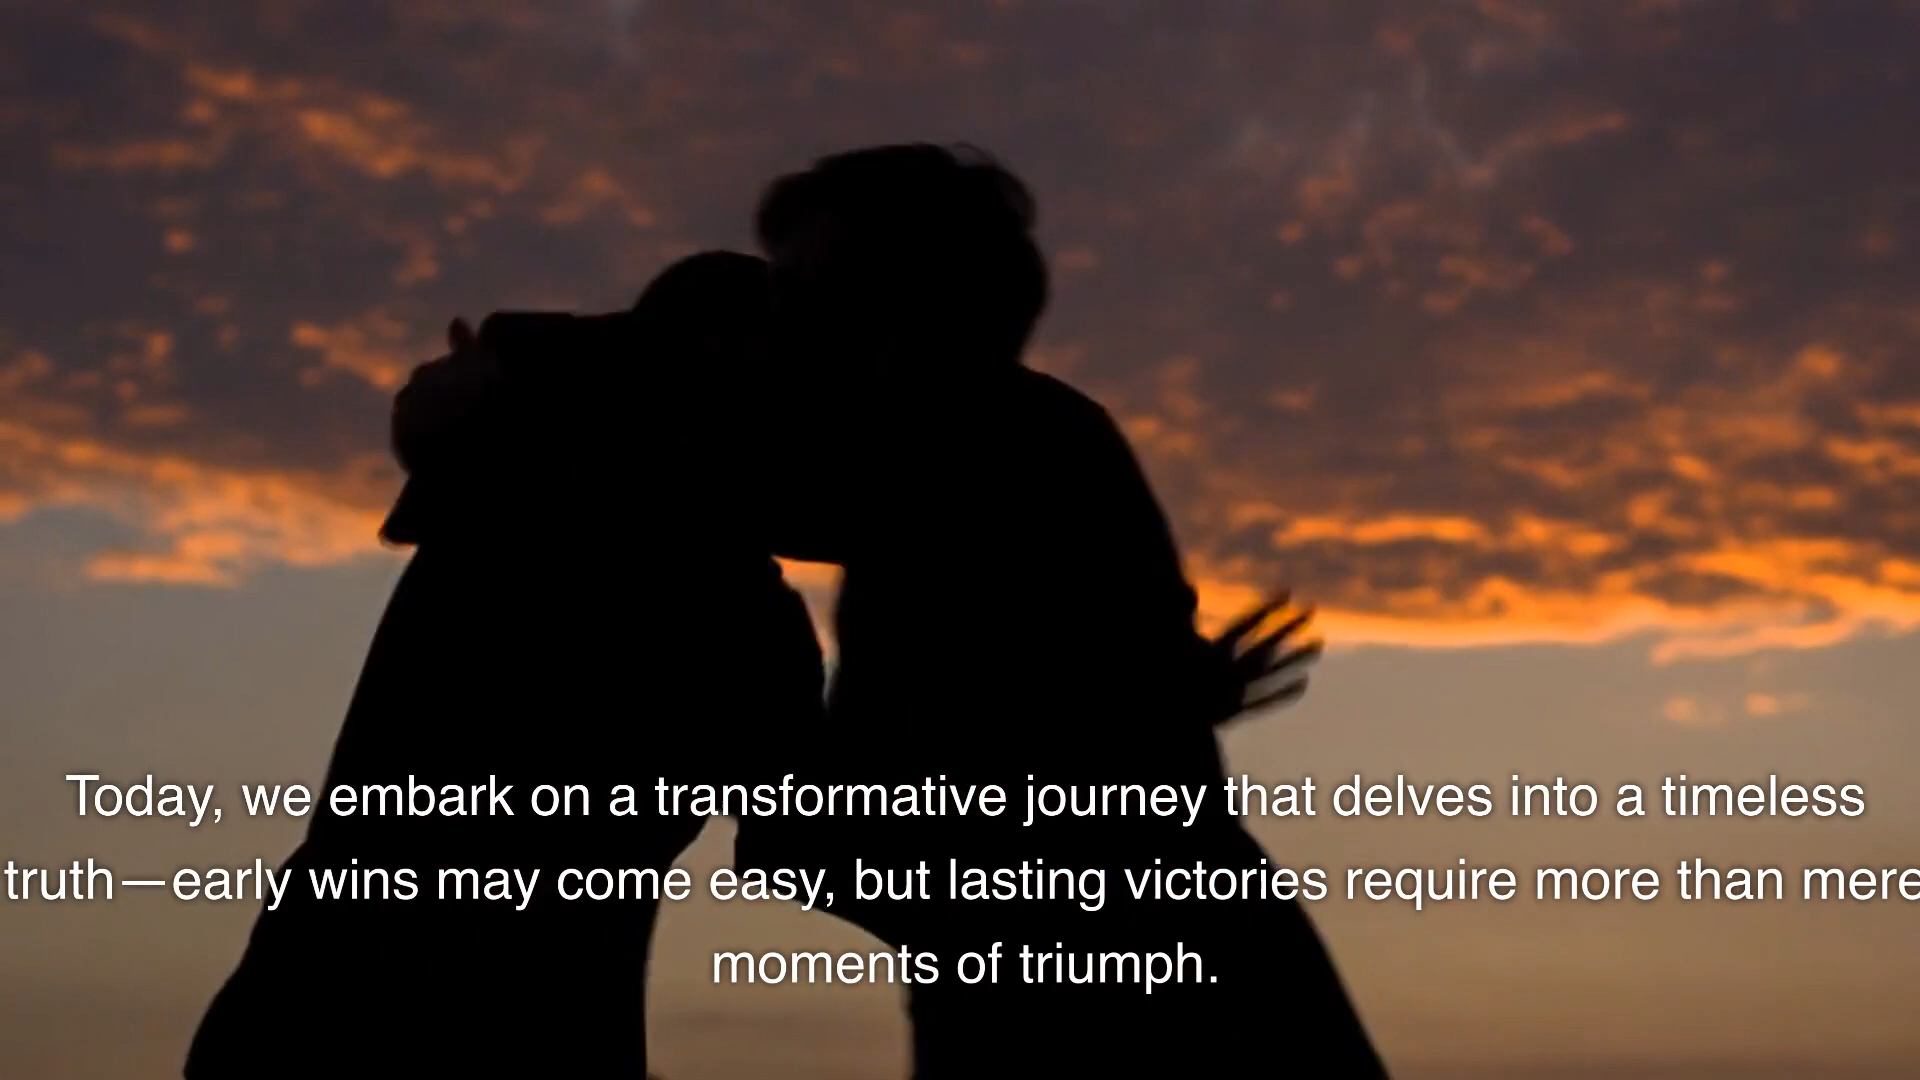 Today, we embark on a transformative journey that delves into a timeless
truth—early wins may come easy, but lasting victories require more than mere
moments of triumph.